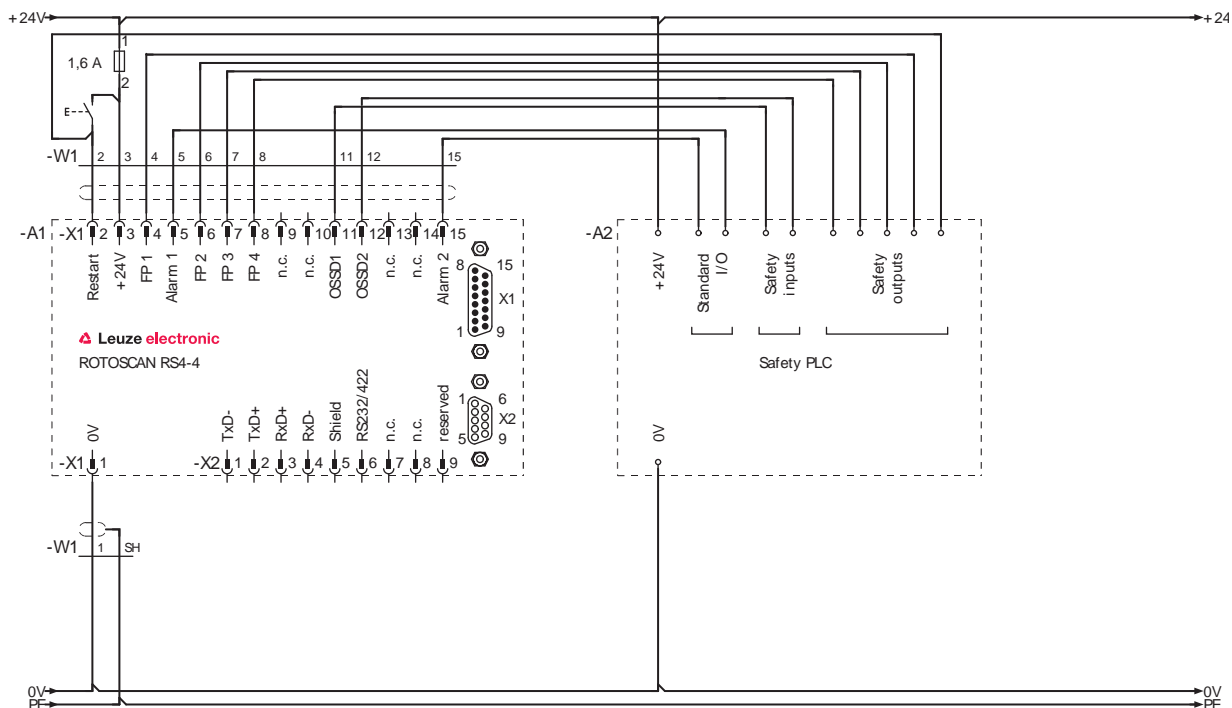 +24V
+24
1
1,6 A
2
E
-W1 2 3 4 5 6 7 8 11 12 15
-A1 -X1 2 3 4 5 6 7 8 9 10 11 12 13 14 15
-A2
Restart
+24V
FP 1
Alarm 1
FP 2
FP 3
FP 4
n.c.
n.c.
OSSD1
OSSD2
n.c.
n.c.
Alarm 2
8 15
X1
1 9
+24V
Standard
I/O
Safety
inputs
Safety
outputs
Leuze electronic
ROTOSCAN RS4-4
Safety PLC
0V
TxD-
TxD+
RxD+
RxD-
Shield
RS232/422
n.c.
n.c.
reserved
1 6
X2
5 9
0V
-X1 1
-X2 1 2 3 4 5 6 7 8 9
-W1 1 SH
0V
0V
PE
PE